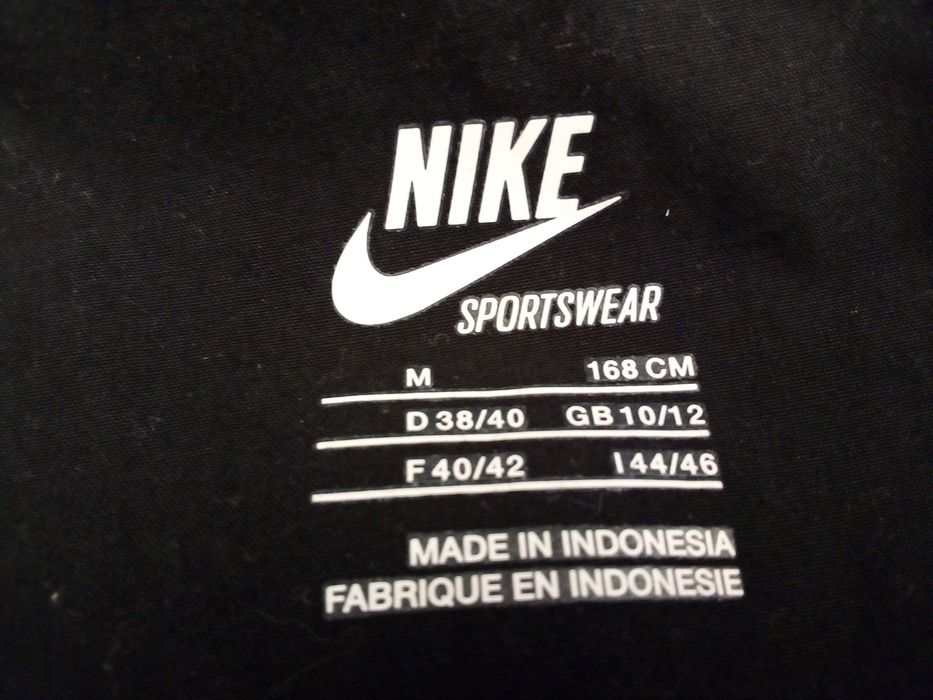 NIKE
SPORTSWEAR
M 168 CM
D 38/40 GB 10/12
F 40/42 I 44/46
MADE IN INDONESIA
FABRIQUE EN INDONESIE